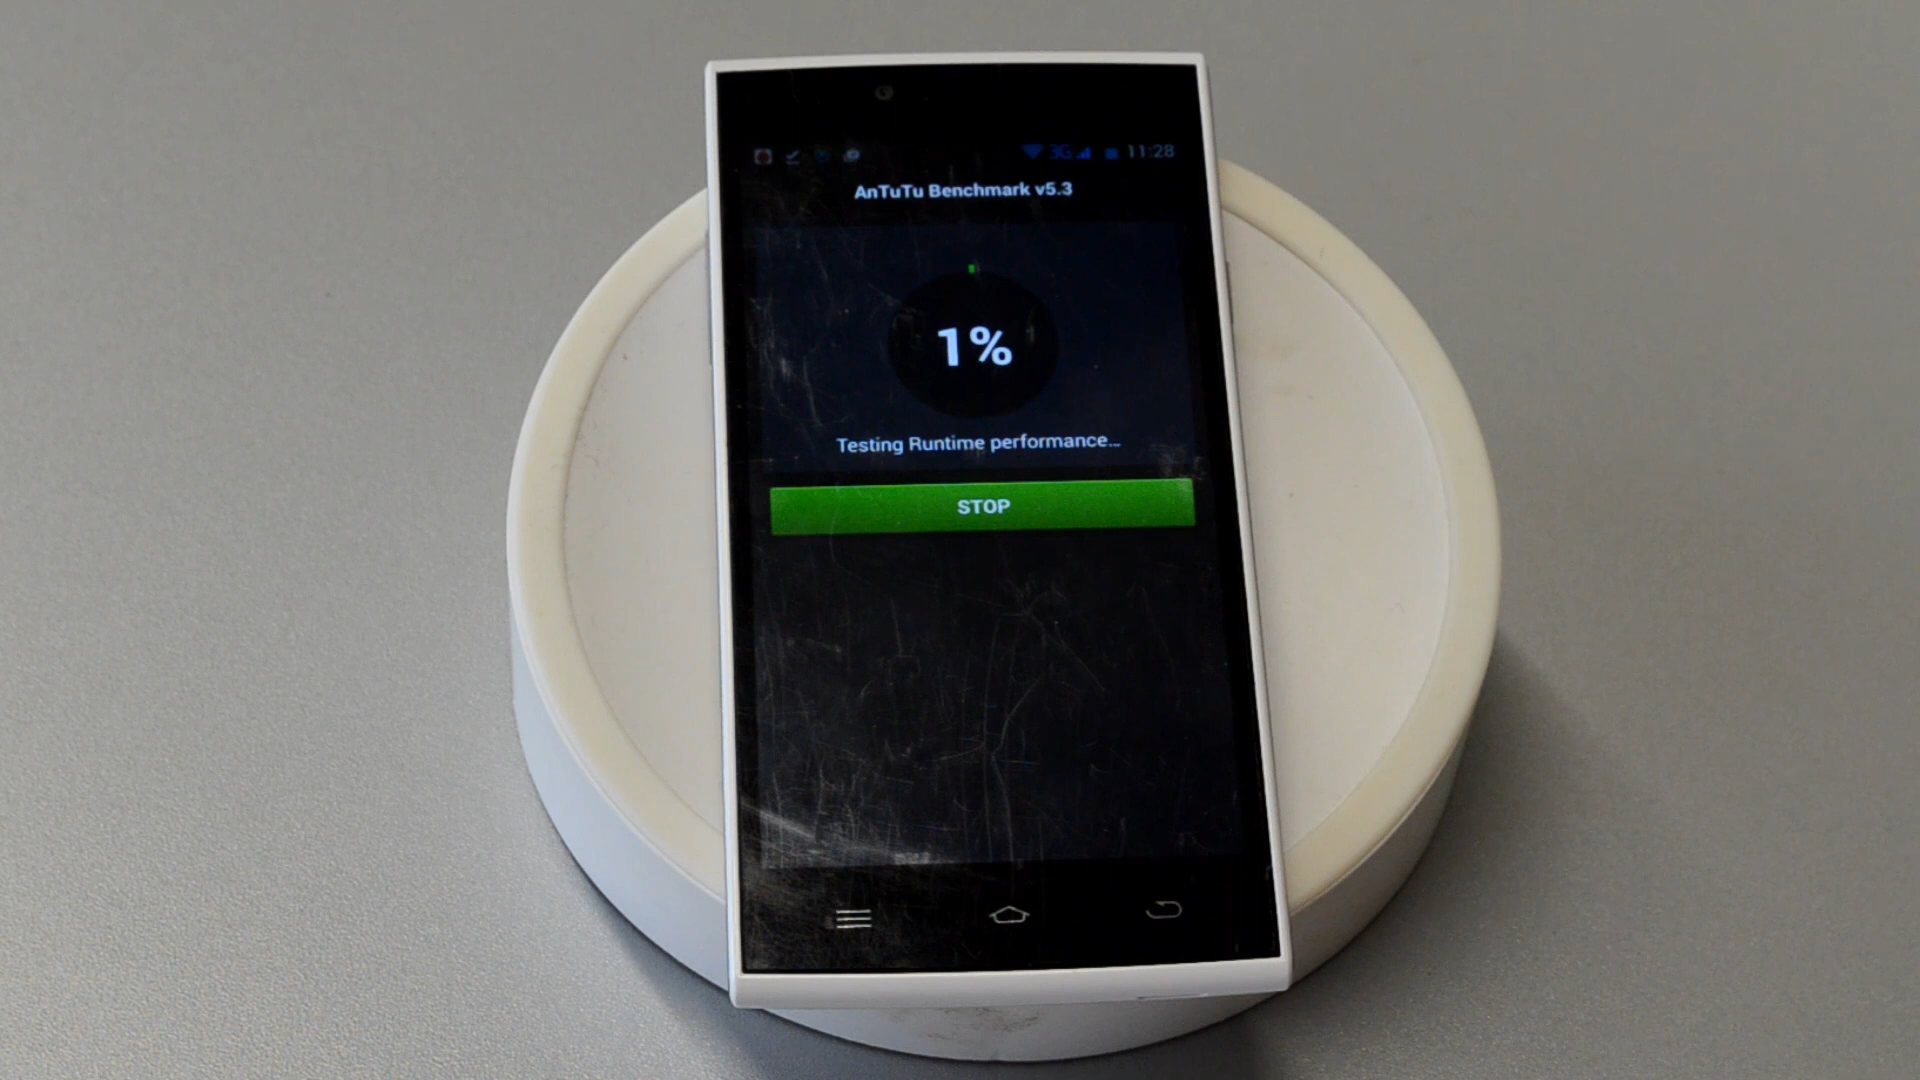 3G 11:28
AnTuTu Benchmark v5.3
1%
Testing Runtime performance...
STOP